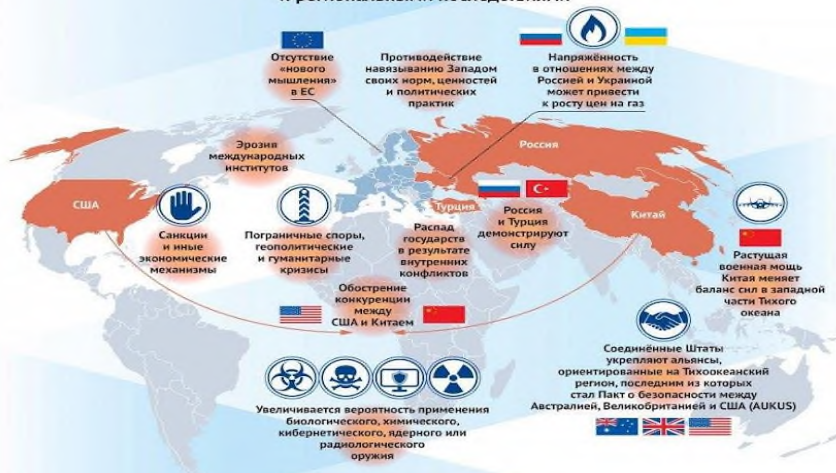 и региональными последствиями
Отсутствие
«нового
мышления»
в ЕС
Противодействие
навязыванию Западом
своих норм, ценностей
и политических
практик
Напряжённость
в отношениях между
Россией и Украиной
может привести
к росту цен на газ
Эрозия
международных
институтов
Россия
США
Санкции
и иные
экономические
механизмы
Пограничные споры,
геополитические
и гуманитарные
кризисы
Распад
государств
в результате
внутренних
конфликтов
Турция
Россия
и Турция
демонстрируют
силу
Китай
Растущая
военная мощь
Китая меняет
баланс сил в западной
части Тихого
океана
Обострение
конкуренции
между
США и Китаем
Соединённые Штаты
укрепляют альянсы,
ориентированные на Тихоокеанский
регион, последним из которых
стал Пакт о безопасности между
Австралией, Великобританией и США (AUKUS)
Увеличивается вероятность применения
биологического, химического,
кибернетического, ядерного или
радиологического
оружия